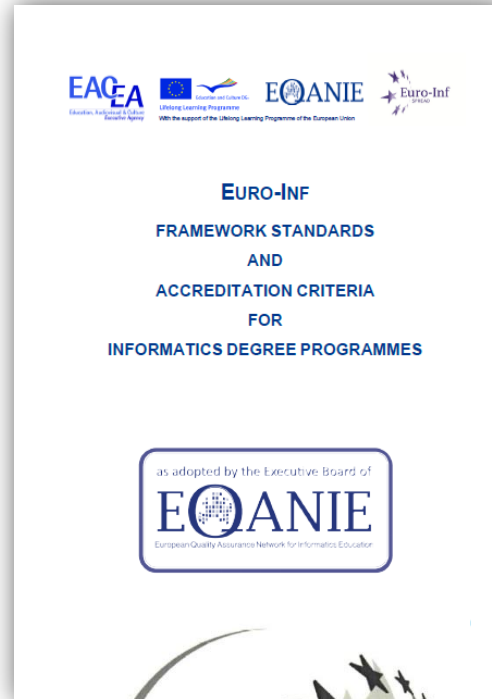 EACEA
Education, Audiovisual & Culture
Executive Agency
Education and Culture DG
Lifelong Learning Programme
With the support of the Lifelong Learning Programme of the European Union
EQANIE
Euro-Inf
SPREAD
EURO-INF
FRAMEWORK STANDARDS
AND
ACCREDITATION CRITERIA
FOR
INFORMATICS DEGREE PROGRAMMES
as adopted by the Executive Board of
EQANIE
European Quality Assurance Network for Informatics Education